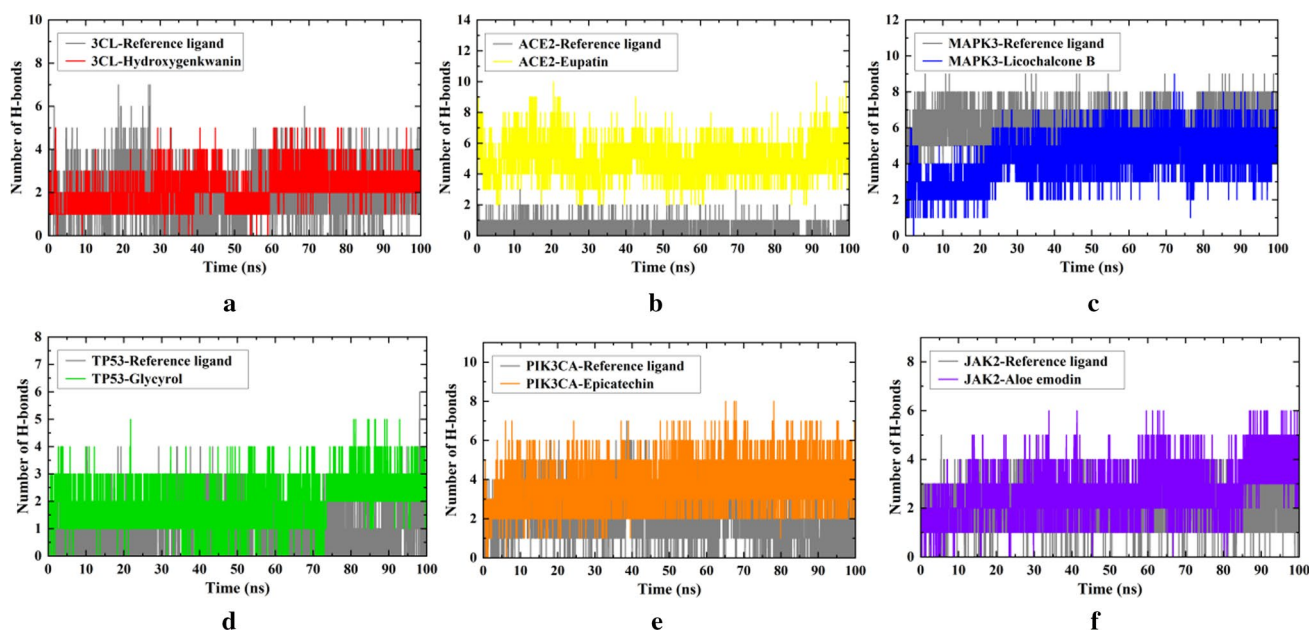 3CL-Reference ligand
3CL-Hydroxygenkwanin
Number of H-bonds
10
8
6
4
2
0
0 10 20 30 40 50 60 70 80 90 100
Time (ns)
a
ACE2-Reference ligand
ACE2-Eupatin
Number of H-bonds
14
12
10
8
6
4
2
0
0 10 20 30 40 50 60 70 80 90 100
Time (ns)
b
MAPK3-Reference ligand
MAPK3-Licochalcone B
Number of H-bonds
12
10
8
6
4
2
0
0 10 20 30 40 50 60 70 80 90 100
Time (ns)
c
TP53-Reference ligand
TP53-Glycyrol
Number of H-bonds
8
7
6
5
4
3
2
1
0
0 10 20 30 40 50 60 70 80 90 100
Time (ns)
d
PIK3CA-Reference ligand
PIK3CA-Epicatechin
Number of H-bonds
10
8
6
4
2
0
0 10 20 30 40 50 60 70 80 90 100
Time (ns)
e
JAK2-Reference ligand
JAK2-Aloe emodin
Number of H-bonds
8
6
4
2
0
0 10 20 30 40 50 60 70 80 90 100
Time (ns)
f